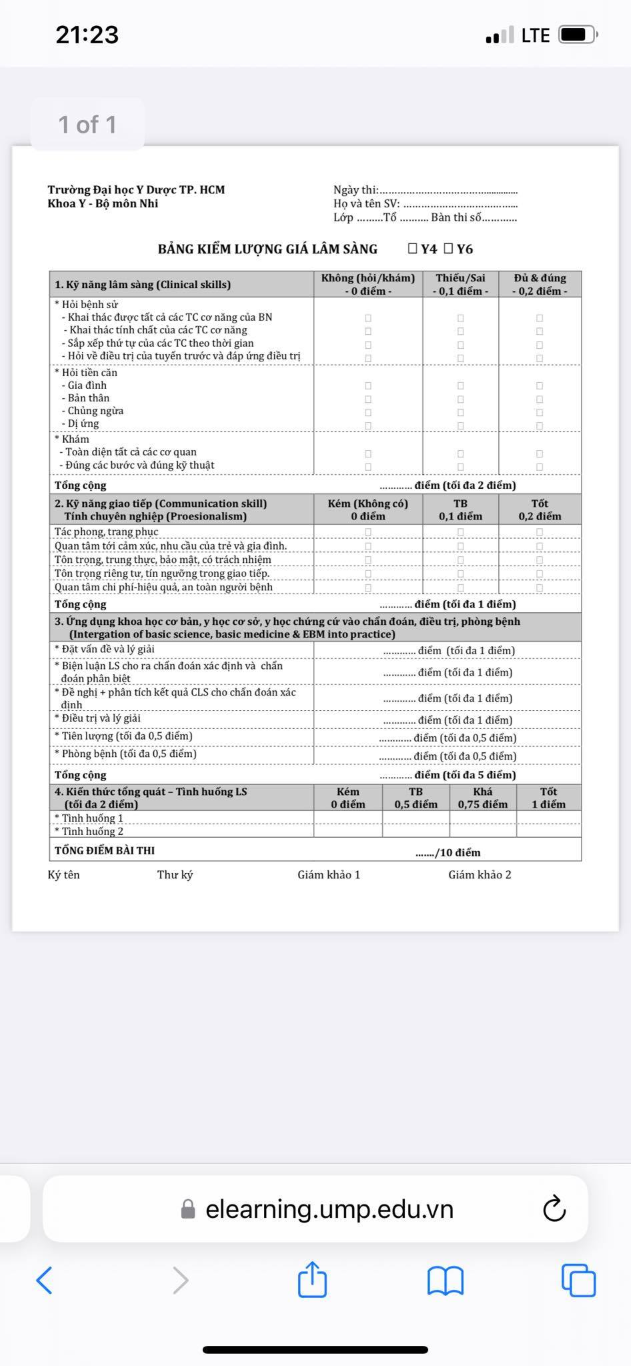 21:23
LTE
1 of 1
Trường Đại học Y Dược TP. HCM
Khoa Y - Bộ môn Nhi
Ngày thi:................................................
Họ và tên SV: .........................................
Lớp .........Tổ .......... Bàn thi số............
BẢNG KIỂM LƯỢNG GIÁ LÂM SÀNG ☐ Y4 ☐ Y6
1. Kỹ năng lâm sàng (Clinical skills)
Không (hỏi/khám) - 0 điểm -
Thiếu/Sai - 0,1 điểm -
Đủ & đúng - 0,2 điểm -
* Hỏi bệnh sử
- Khai thác được tất cả các TC cơ năng của BN ☐ ☐ ☐
- Khai thác tính chất của các TC cơ năng ☐ ☐ ☐
- Sắp xếp thứ tự của các TC theo thời gian ☐ ☐ ☐
- Hỏi về điều trị của tuyến trước và đáp ứng điều trị ☐ ☐ ☐
* Hỏi tiền căn
- Gia đình ☐ ☐ ☐
- Bản thân ☐ ☐ ☐
- Chủng ngừa ☐ ☐ ☐
- Dị ứng ☐ ☐ ☐
* Khám
- Toàn diện tất cả các cơ quan ☐ ☐ ☐
- Đúng các bước và đúng kỹ thuật ☐ ☐ ☐
Tổng cộng ............ điểm (tối đa 2 điểm)
2. Kỹ năng giao tiếp (Communication skill)
Tính chuyên nghiệp (Proesionalism)
Kém (Không có) 0 điểm
TB 0,1 điểm
Tốt 0,2 điểm
Tác phong, trang phục ☐ ☐ ☐
Quan tâm tới cảm xúc, nhu cầu của trẻ và gia đình. ☐ ☐ ☐
Tôn trọng, trung thực, bảo mật, có trách nhiệm ☐ ☐ ☐
Tôn trọng riêng tư, tín ngưỡng trong giao tiếp. ☐ ☐ ☐
Quan tâm chi phí-hiệu quả, an toàn người bệnh ☐ ☐ ☐
Tổng cộng ............ điểm (tối đa 1 điểm)
3. Ứng dụng khoa học cơ bản, y học cơ sở, y học chứng cứ vào chẩn đoán, điều trị, phòng bệnh
(Intergation of basic science, basic medicine & EBM into practice)
* Đặt vấn đề và lý giải ............ điểm (tối đa 1 điểm)
* Biện luận LS cho ra chẩn đoán xác định và chẩn
đoán phân biệt ............ điểm (tối đa 1 điểm)
* Đề nghị + phân tích kết quả CLS cho chẩn đoán xác
định ............ điểm (tối đa 1 điểm)
* Điều trị và lý giải ............ điểm (tối đa 1 điểm)
* Tiên lượng (tối đa 0,5 điểm) ............ điểm (tối đa 0,5 điểm)
* Phòng bệnh (tối đa 0,5 điểm) ............ điểm (tối đa 0,5 điểm)
Tổng cộng ............ điểm (tối đa 5 điểm)
4. Kiến thức tổng quát – Tình huống LS
(tối đa 2 điểm)
Kém 0 điểm
TB 0,5 điểm
Khá 0,75 điểm
Tốt 1 điểm
* Tình huống 1
* Tình huống 2
TỔNG ĐIỂM BÀI THI ......./10 điểm
Ký tên Thư ký Giám khảo 1 Giám khảo 2
elearning.ump.edu.vn